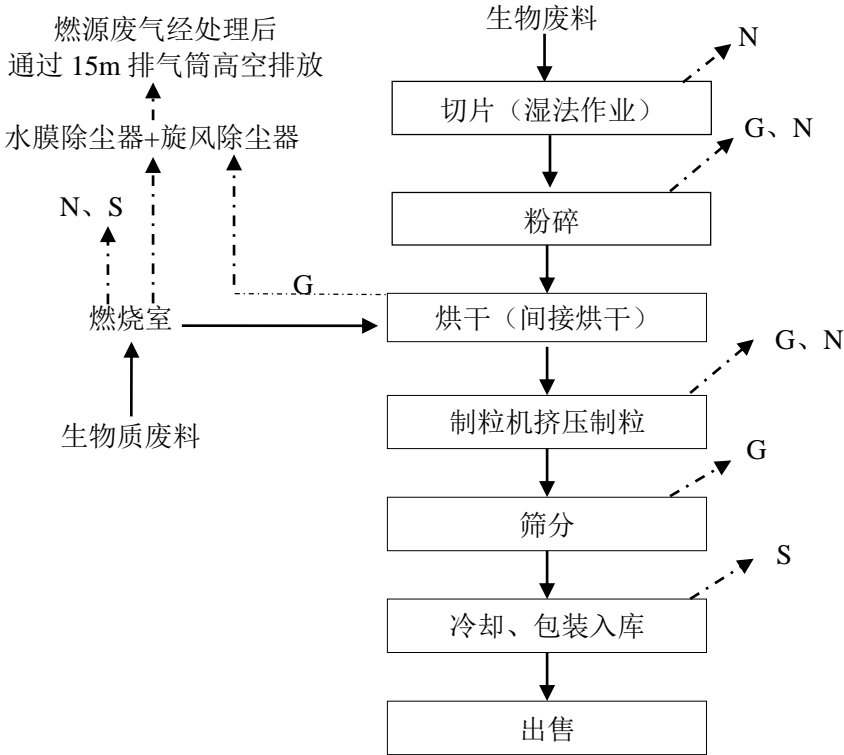 燃源废气经处理后
通过 15m 排气筒高空排放
水膜除尘器+旋风除尘器
N、S
G
燃烧室
生物质废料
生物废料
N
切片（湿法作业）
G、N
粉碎
烘干（间接烘干）
G、N
制粒机挤压制粒
G
筛分
S
冷却、包装入库
出售